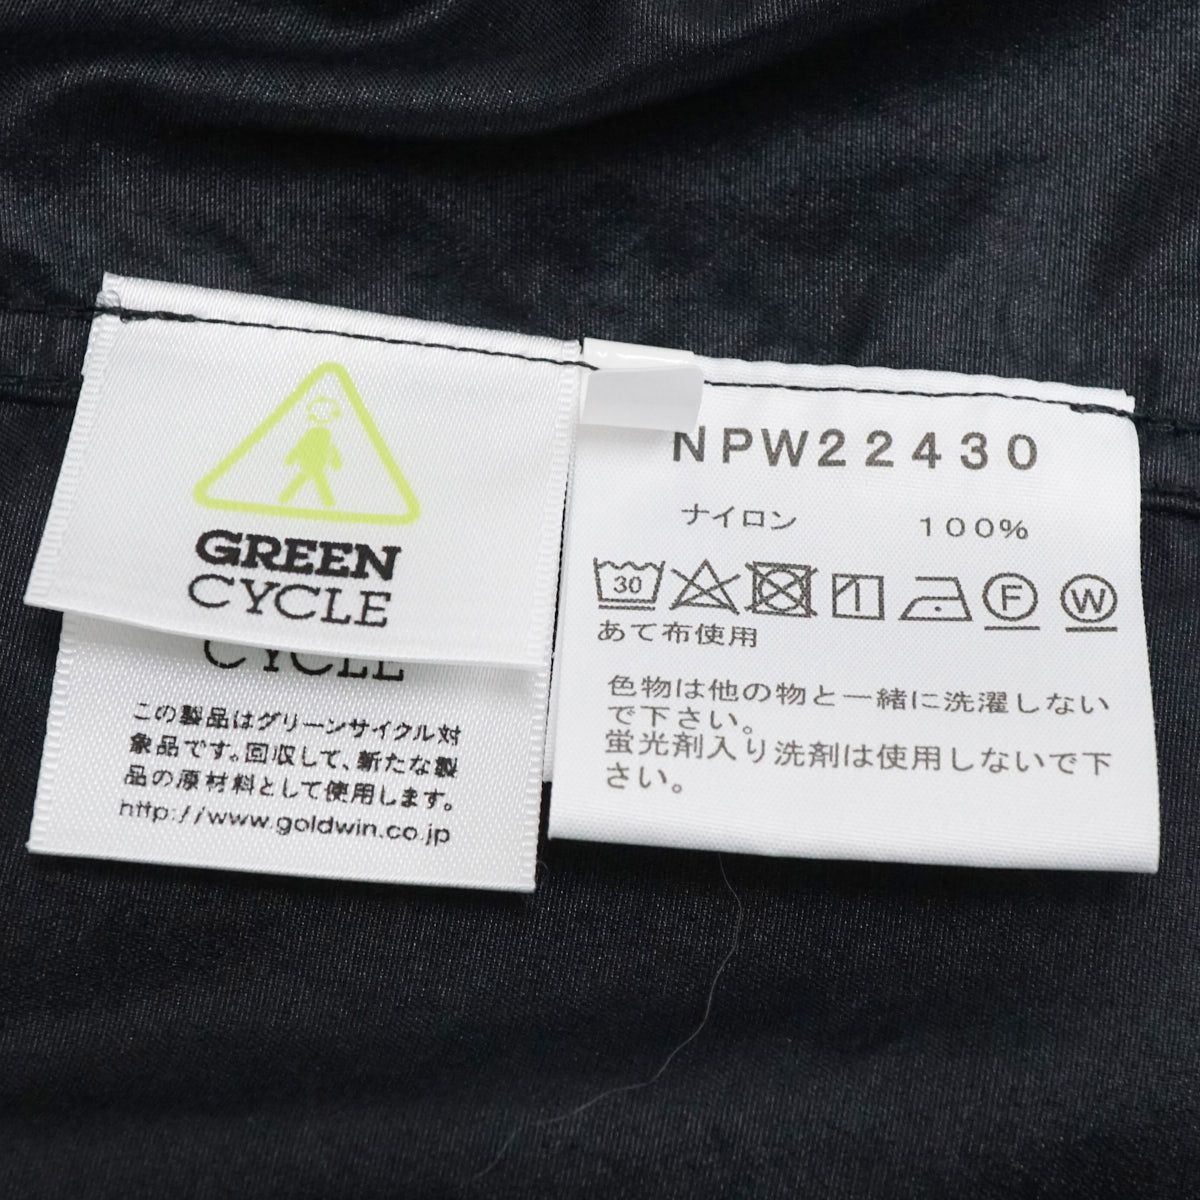 GREEN
CYCLE
CYCLE
この製品はグリーンサイクル対
象品です。回収して、新たな製
品の原材料として使用します。
http://www.goldwin.co.jp
NPW22430
ナイロン 100%
30 F W
あて布使用
色物は他の物と一緒に洗濯しない
で下さい。
蛍光剤入り洗剤は使用しないで下
さい。